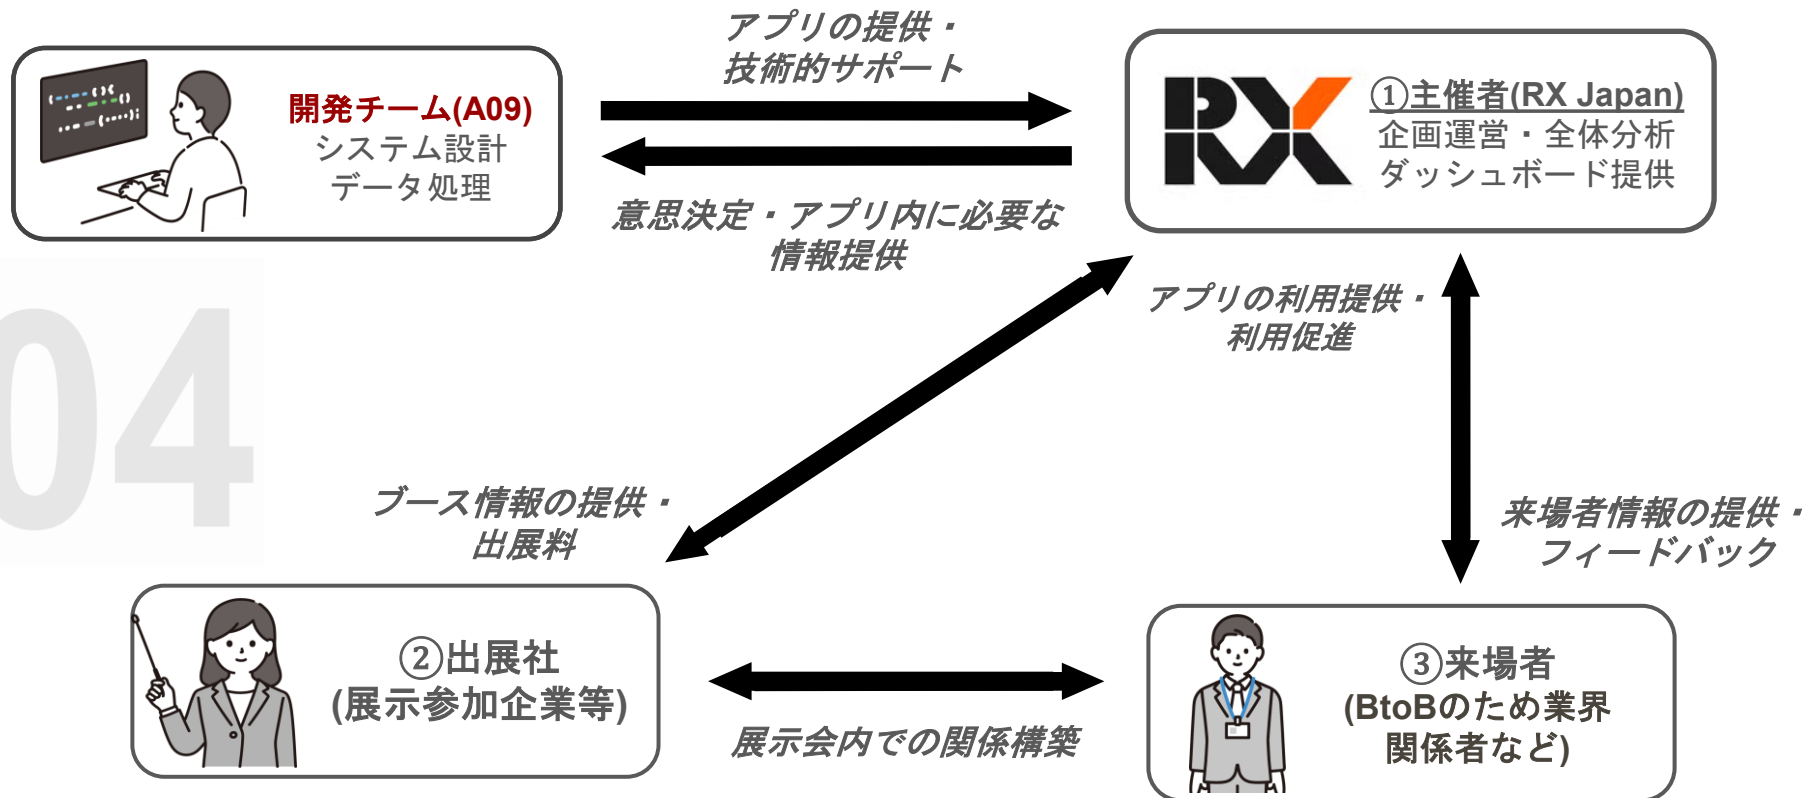 アプリの提供・
技術的サポート
開発チーム(A09)
システム設計
データ処理
RX
①主催者(RX Japan)
企画運営・全体分析
ダッシュボード提供
意思決定・アプリ内に必要な
情報提供
アプリの利用提供・
利用促進
04
ブース情報の提供・
出展料
来場者情報の提供・
フィードバック
②出展社
(展示参加企業等)
③来場者
(BtoBのため業界
関係者など)
展示会内での関係構築